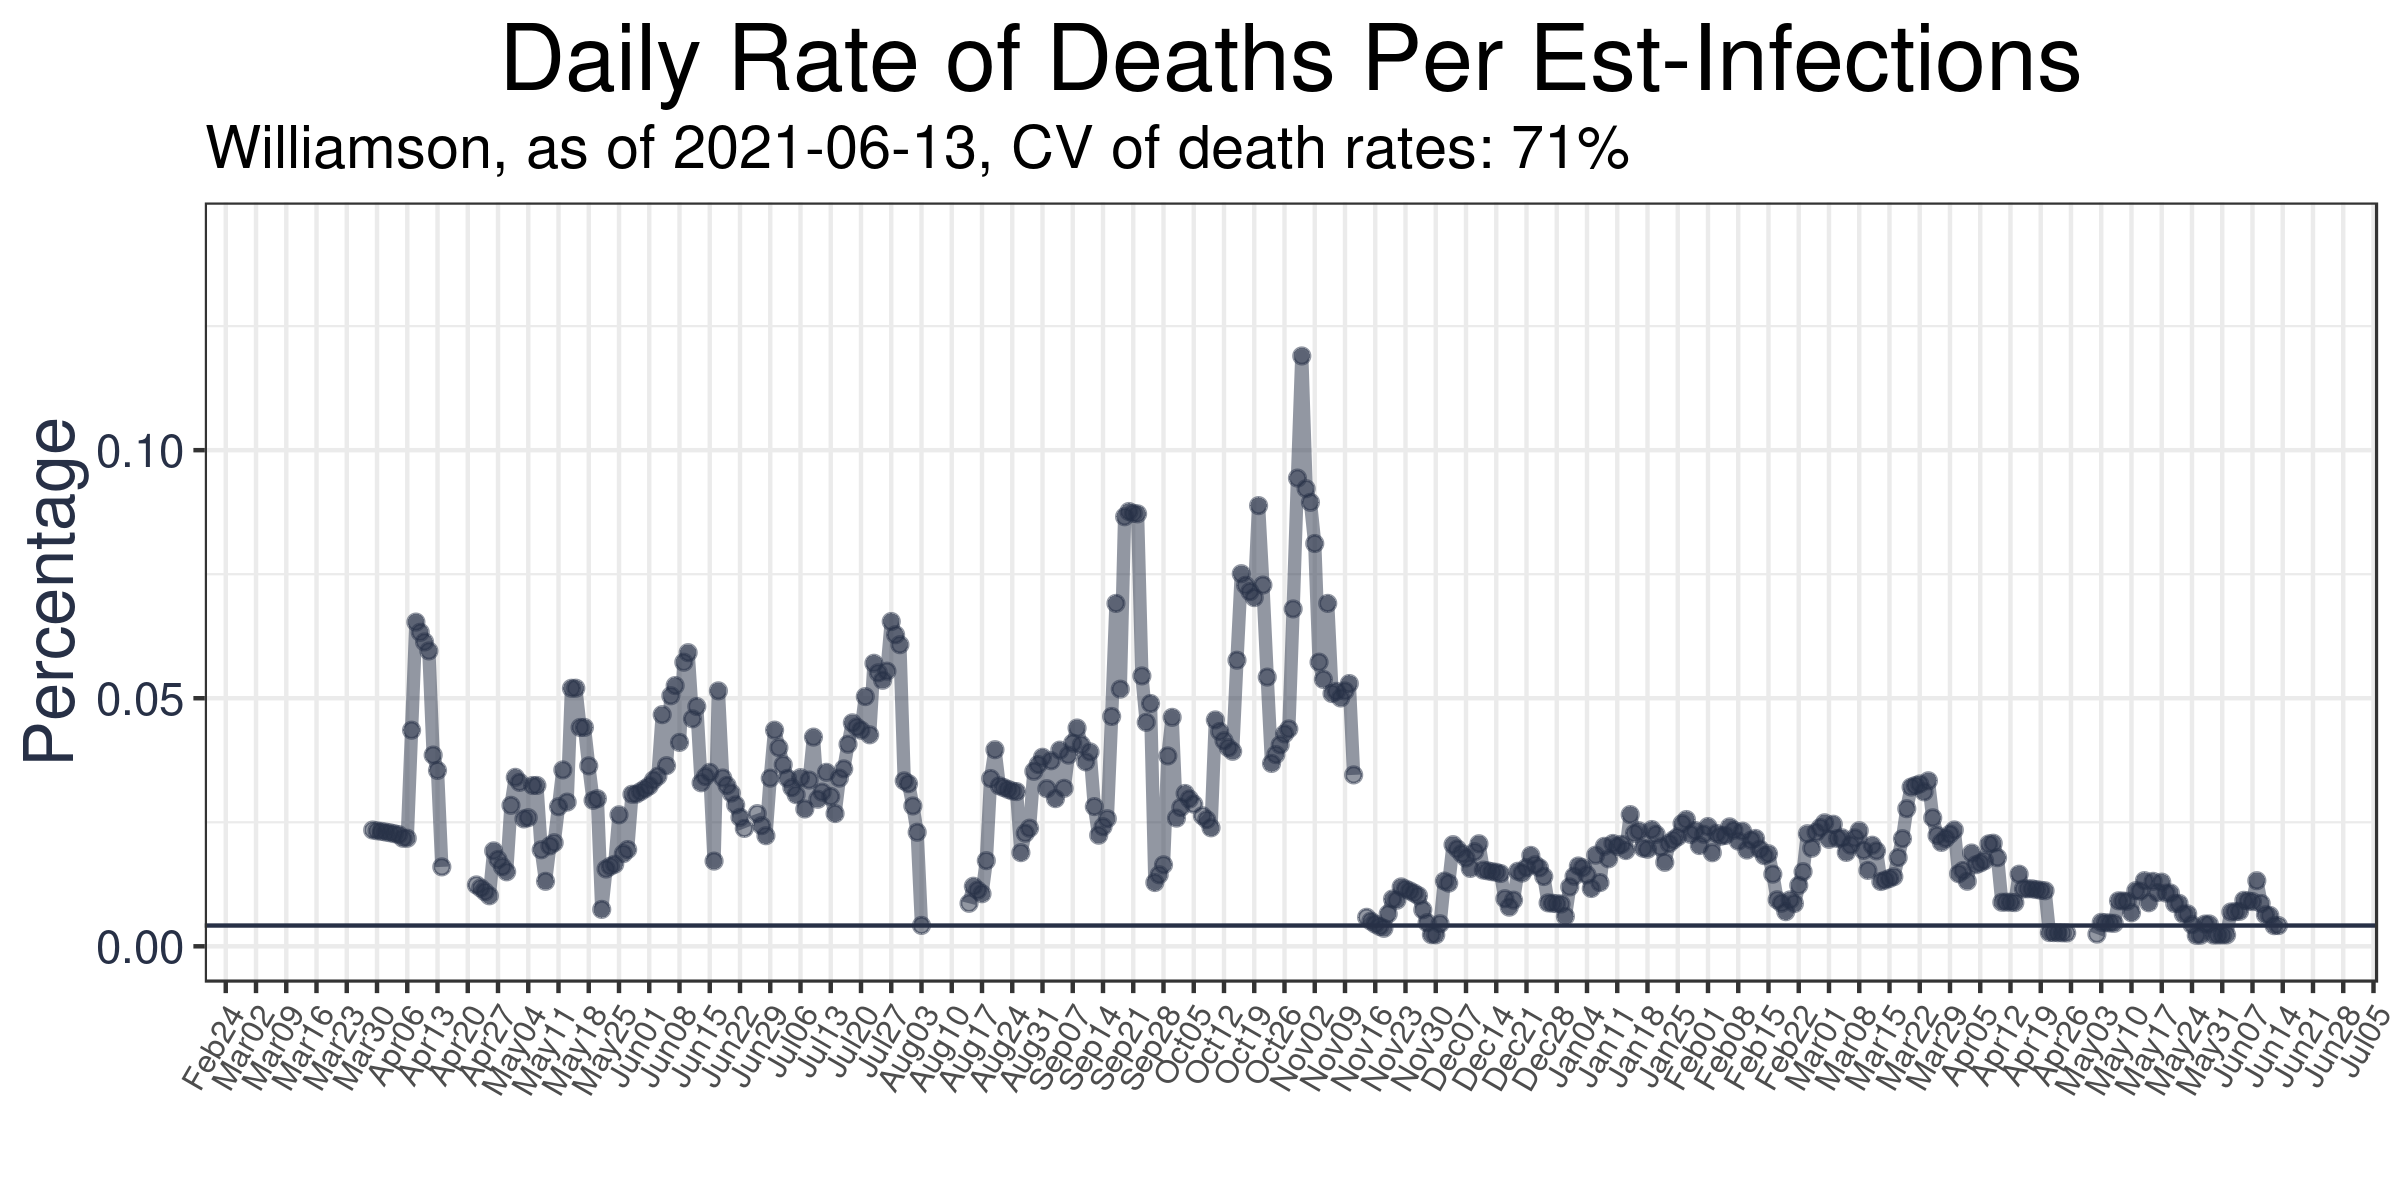 Daily Rate of Deaths Per Est-Infections
Williamson, as of 2021-06-13, CV of death rates: 71%
Percentage
0.10
0.05
0.00
Feb24
Mar02
Mar09
Mar16
Mar23
Mar30
Apr06
Apr13
Apr20
Apr27
May04
May11
May18
May25
Jun01
Jun08
Jun15
Jun22
Jun29
Jul06
Jul13
Jul20
Jul27
Aug03
Aug10
Aug17
Aug24
Aug31
Sep07
Sep14
Sep21
Sep28
Oct05
Oct12
Oct19
Oct26
Nov02
Nov09
Nov16
Nov23
Nov30
Dec07
Dec14
Dec21
Dec28
Jan04
Jan11
Jan18
Jan25
Feb01
Feb08
Feb15
Feb22
Mar01
Mar08
Mar15
Mar22
Mar29
Apr05
Apr12
Apr19
Apr26
May03
May10
May17
May24
May31
Jun07
Jun14
Jun21
Jun28
Jul05